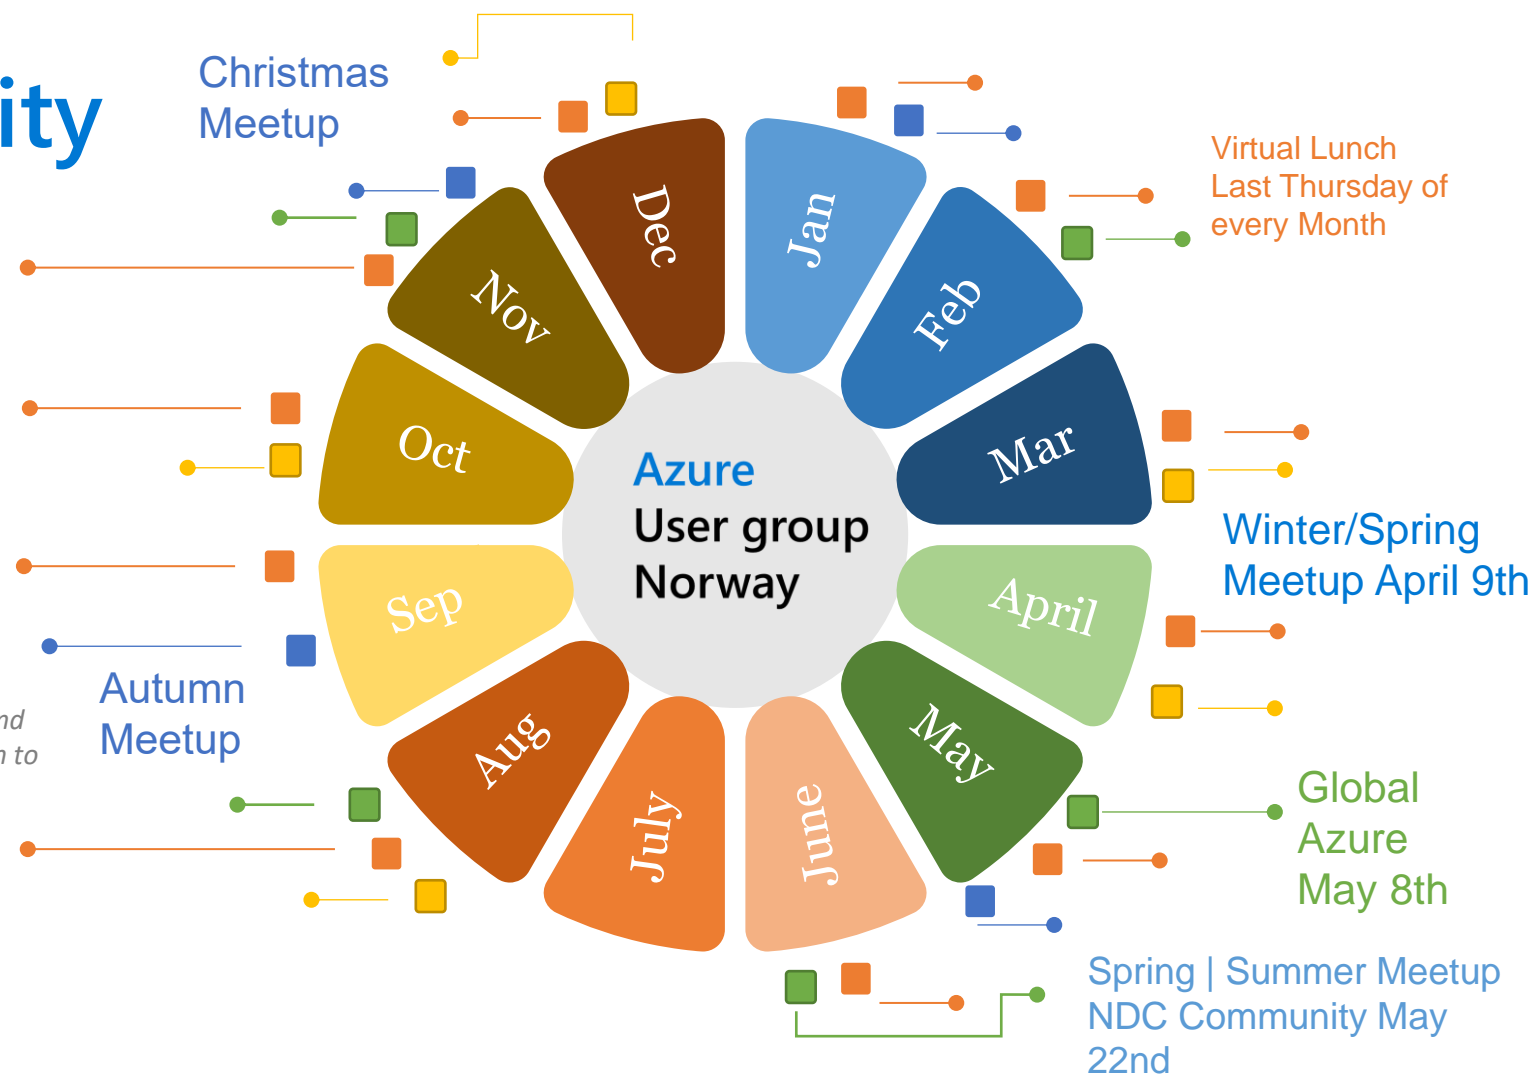 ity
Christmas
Meetup
Virtual Lunch
Last Thursday of
every Month
Dec
Jan
Nov
Feb
Oct
Mar
Azure
User group
Norway
Winter/Spring
Meetup April 9th
Sep
April
Autumn
Meetup
nd
n to
Aug
May
July
June
Global
Azure
May 8th
Spring | Summer Meetup
NDC Community May
22nd